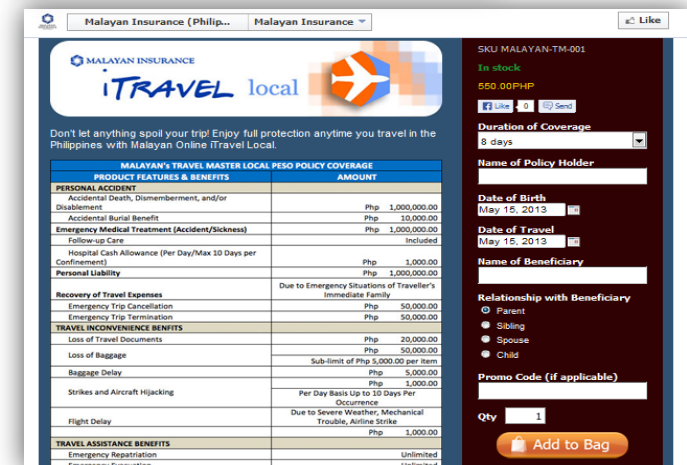 Malayan Insurance (Philip...
Malayan Insurance
Like
MALAYAN INSURANCE
iTRAVEL local
Don't let anything spoil your trip! Enjoy full protection anytime you travel in the
Philippines with Malayan Online iTravel Local.
MALAYAN's TRAVEL MASTER LOCAL PESO POLICY COVERAGE
PRODUCT FEATURES & BENEFITS AMOUNT
PERSONAL ACCIDENT
Accidental Death, Dismemberment, and/or
Disablement Php 1,000,000.00
Accidental Burial Benefit Php 10,000.00
Emergency Medical Treatment (Accident/Sickness) Php 1,000,000.00
Follow-up Care Included
Hospital Cash Allowance (Per Day/Max 10 Days per
Confinement) Php 1,000.00
Personal Liability Php 1,000,000.00
Due to Emergency Situations of Traveller's
Recovery of Travel Expenses Immediate Family
Emergency Trip Cancellation Php 50,000.00
Emergency Trip Termination Php 50,000.00
TRAVEL INCONVENIENCE BENFITS
Loss of Travel Documents Php 20,000.00
Loss of Baggage Php 50,000.00
Sub-limit of Php 5,000.00 per item
Baggage Delay Php 5,000.00
Php 1,000.00
Strikes and Aircraft Hijacking Per Day Basis Up to 10 Days Per
Occurrence
Due to Severe Weather, Mechanical
Flight Delay Trouble, Airline Strike
Php 1,000.00
TRAVEL ASSISTANCE BENEFITS
Emergency Repatriation Unlimited
Emergency Evacuation Unlimited
SKU MALAYAN-TM-001
In stock
550.00PHP
Like 0 Send
Duration of Coverage
8 days
Name of Policy Holder
Date of Birth
May 15, 2013
Date of Travel
May 15, 2013
Name of Beneficiary
Relationship with Beneficiary
Parent
Sibling
Spouse
Child
Promo Code (if applicable)
Qty 1
Add to Bag